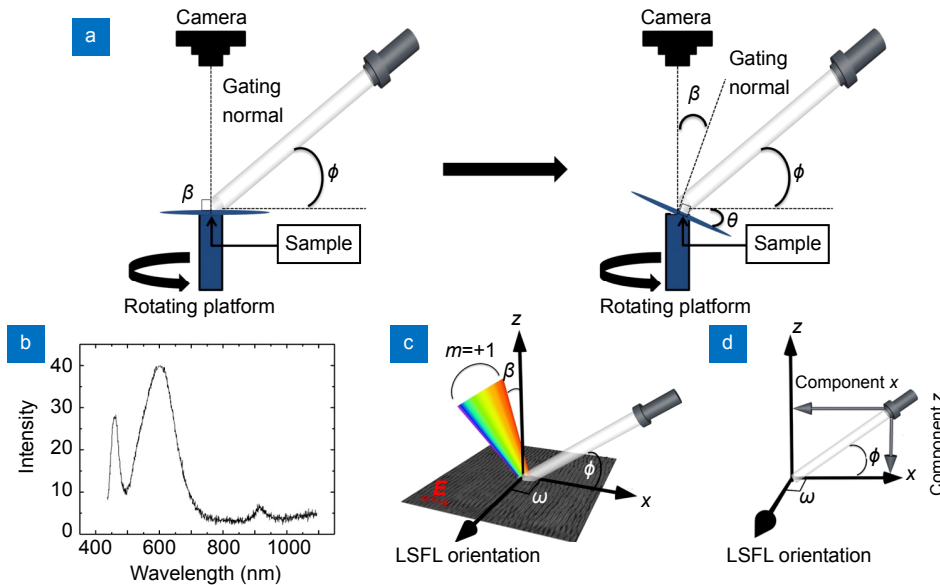 a
Camera
Gating
normal
β
ϕ
Sample
Rotating platform
Camera
Gating
normal
β
ϕ
θ
Sample
Rotating platform
b
Intensity
40
30
20
10
0
400 600 800 1000
Wavelength (nm)
c
z
m=+1
β
ϕ
ω
x
LSFL orientation
d
z
Component x
Component z
ϕ
x
ω
LSFL orientation